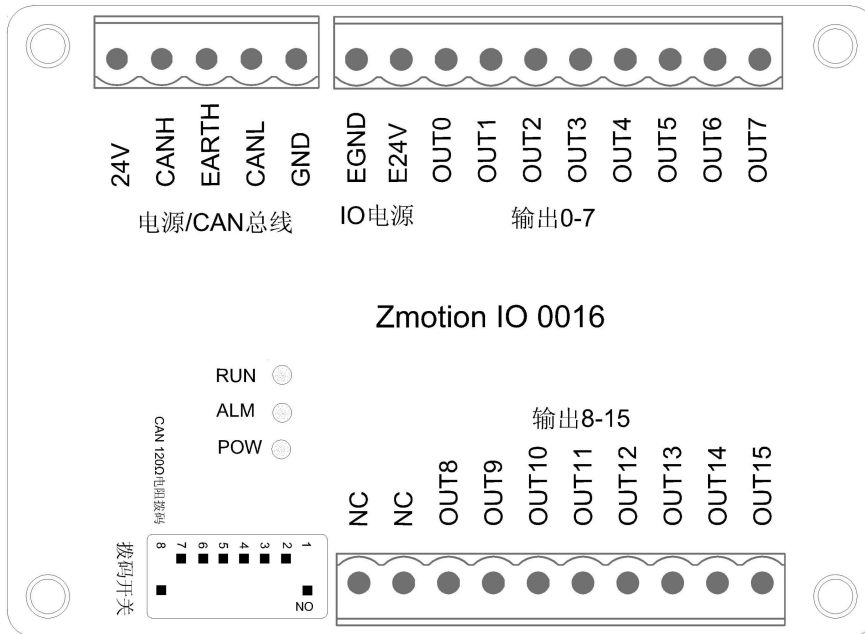 24V CANH EARTH CANL GND EGND E24V OUT0 OUT1 OUT2 OUT3 OUT4 OUT5 OUT6 OUT7
电源/CAN总线 IO电源 输出0-7
Zmotion IO 0016
RUN
ALM
POW
输出8-15
NC NC OUT8 OUT9 OUT10 OUT11 OUT12 OUT13 OUT14 OUT15
CAN 120Ω电阻拨码
拨码开关
8 7 6 5 4 3 2 1
NO